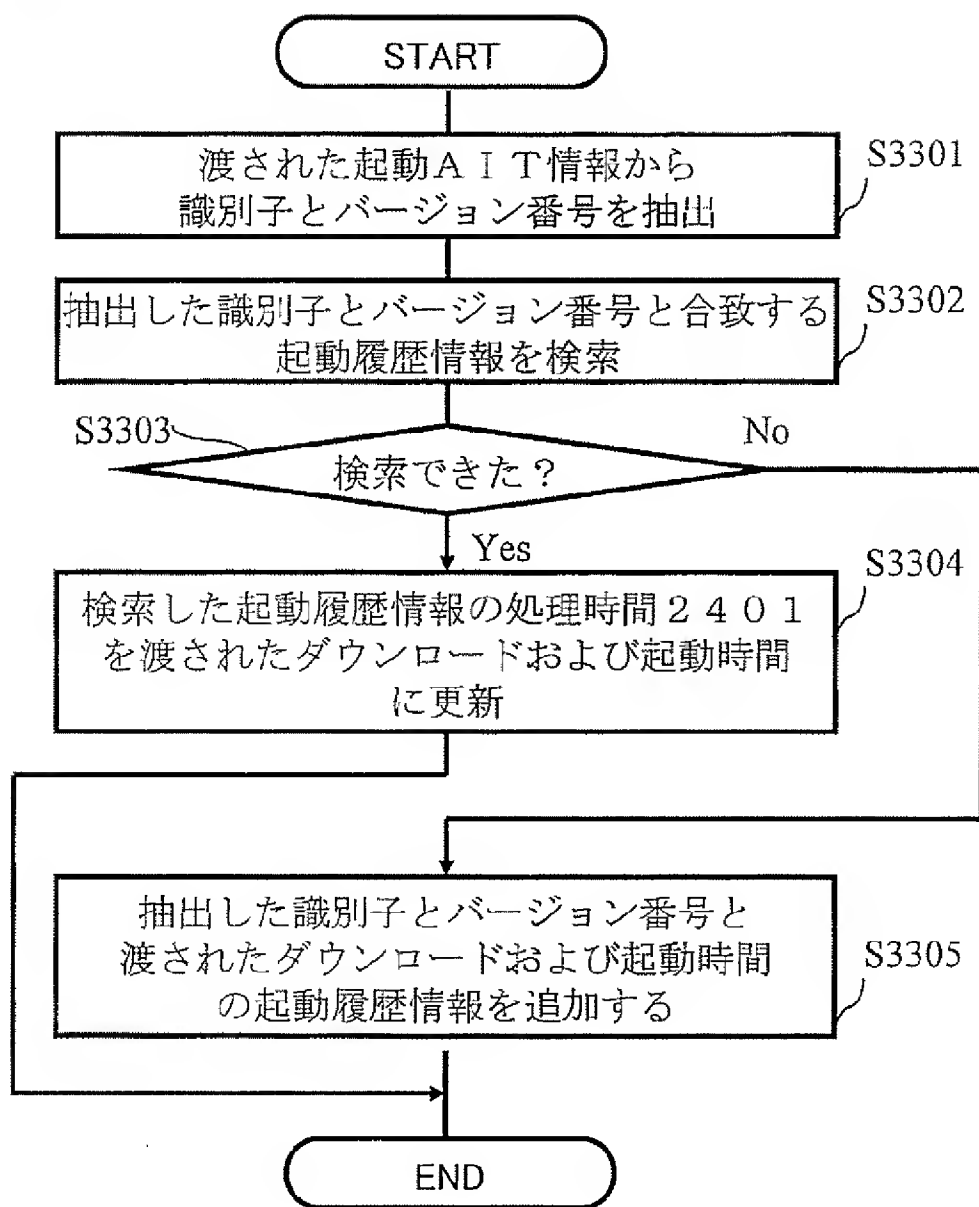 START
渡された起動AIT情報から
識別子とバージョン番号を抽出
S3301
抽出した識別子とバージョン番号と合致する
起動履歴情報を検索
S3302
S3303
検索できた?
No
Yes
検索した起動履歴情報の処理時間2401
を渡されたダウンロードおよび起動時間
に更新
S3304
抽出した識別子とバージョン番号と
渡されたダウンロードおよび起動時間
の起動履歴情報を追加する
S3305
END